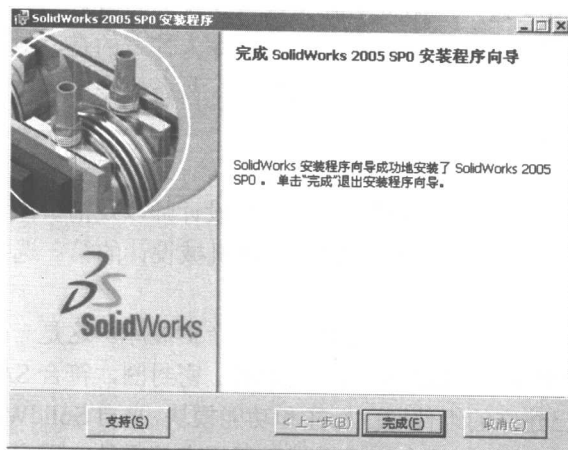 SolidWorks 2005 SP0 安装程序
完成 SolidWorks 2005 SP0 安装程序向导
SolidWorks 安装程序向导成功地安装了 SolidWorks 2005
SP0 。 单击"完成"退出安装程序向导。
SolidWorks
支持(S)
< 上一步(B)
完成(F)
取消(C)